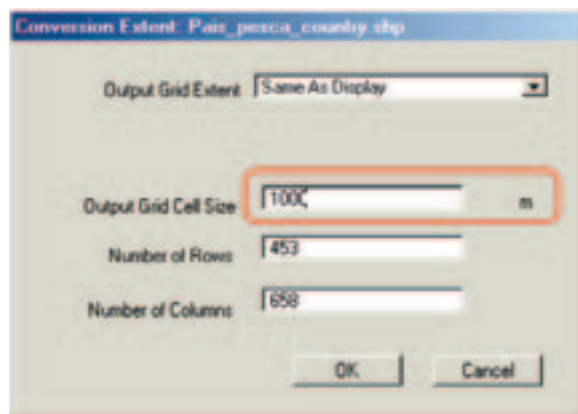 Conversion Extent: Pais_pesca_country.shp
Output Grid Extent Same As Display
Output Grid Cell Size 1000 m
Number of Rows 453
Number of Columns 658
OK Cancel